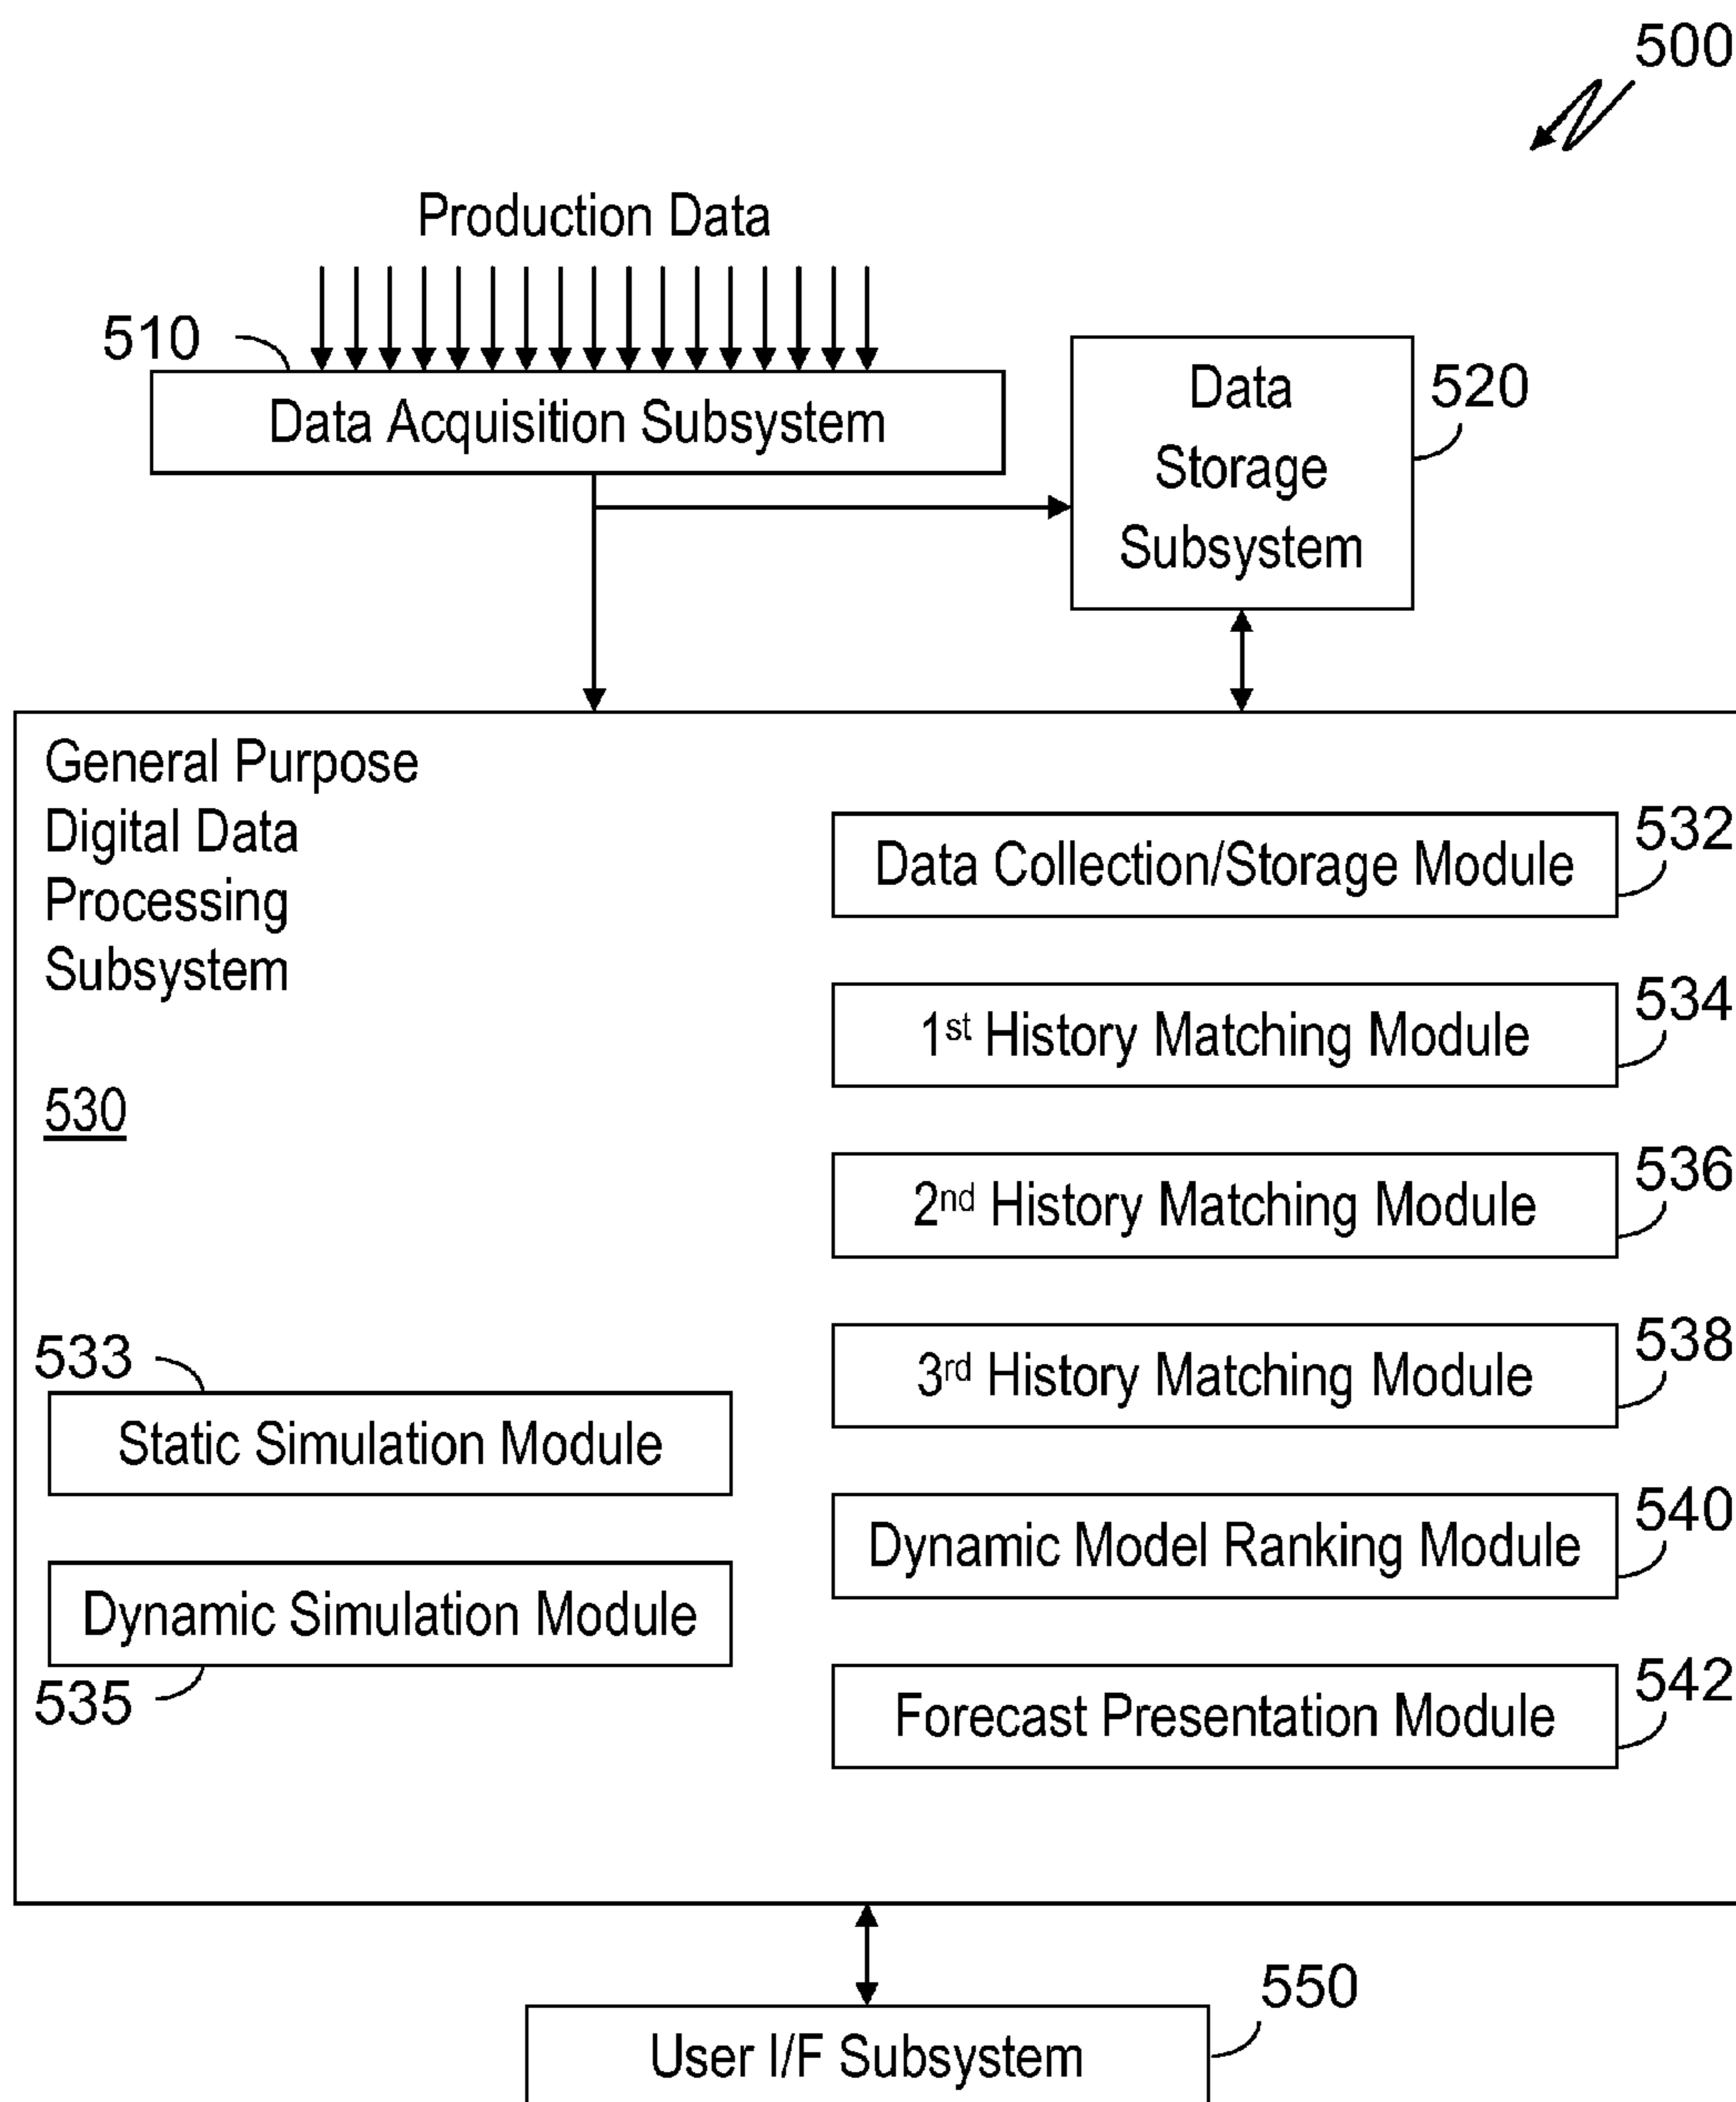 500
Production Data
510
Data Acquisition Subsystem
Data
Storage
Subsystem
520
General Purpose
Digital Data
Processing
Subsystem
530
Data Collection/Storage Module
532
1st History Matching Module
534
2nd History Matching Module
536
3rd History Matching Module
538
533
Static Simulation Module
Dynamic Model Ranking Module
540
Dynamic Simulation Module
535
Forecast Presentation Module
542
550
User I/F Subsystem